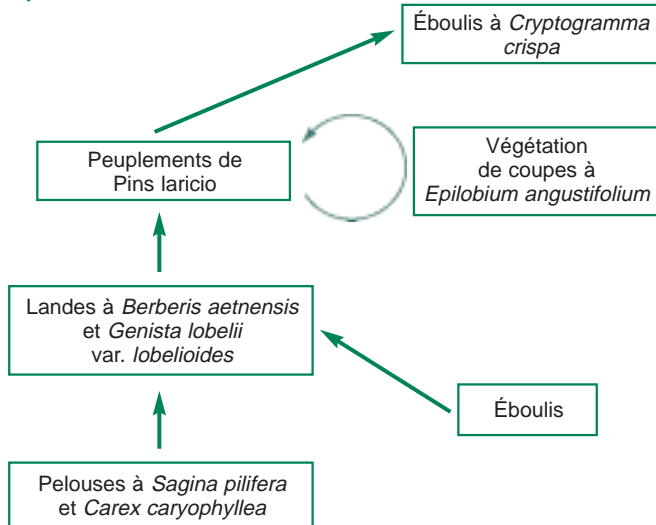 Éboulis à Cryptogramma
crispa
Peuplements de
Pins laricio
Végétation
de coupes à
Epilobium angustifolium
Landes à Berberis aetnensis
et Genista lobelii
var. lobelioides
Éboulis
Pelouses à Sagina pilifera
et Carex caryophyllea